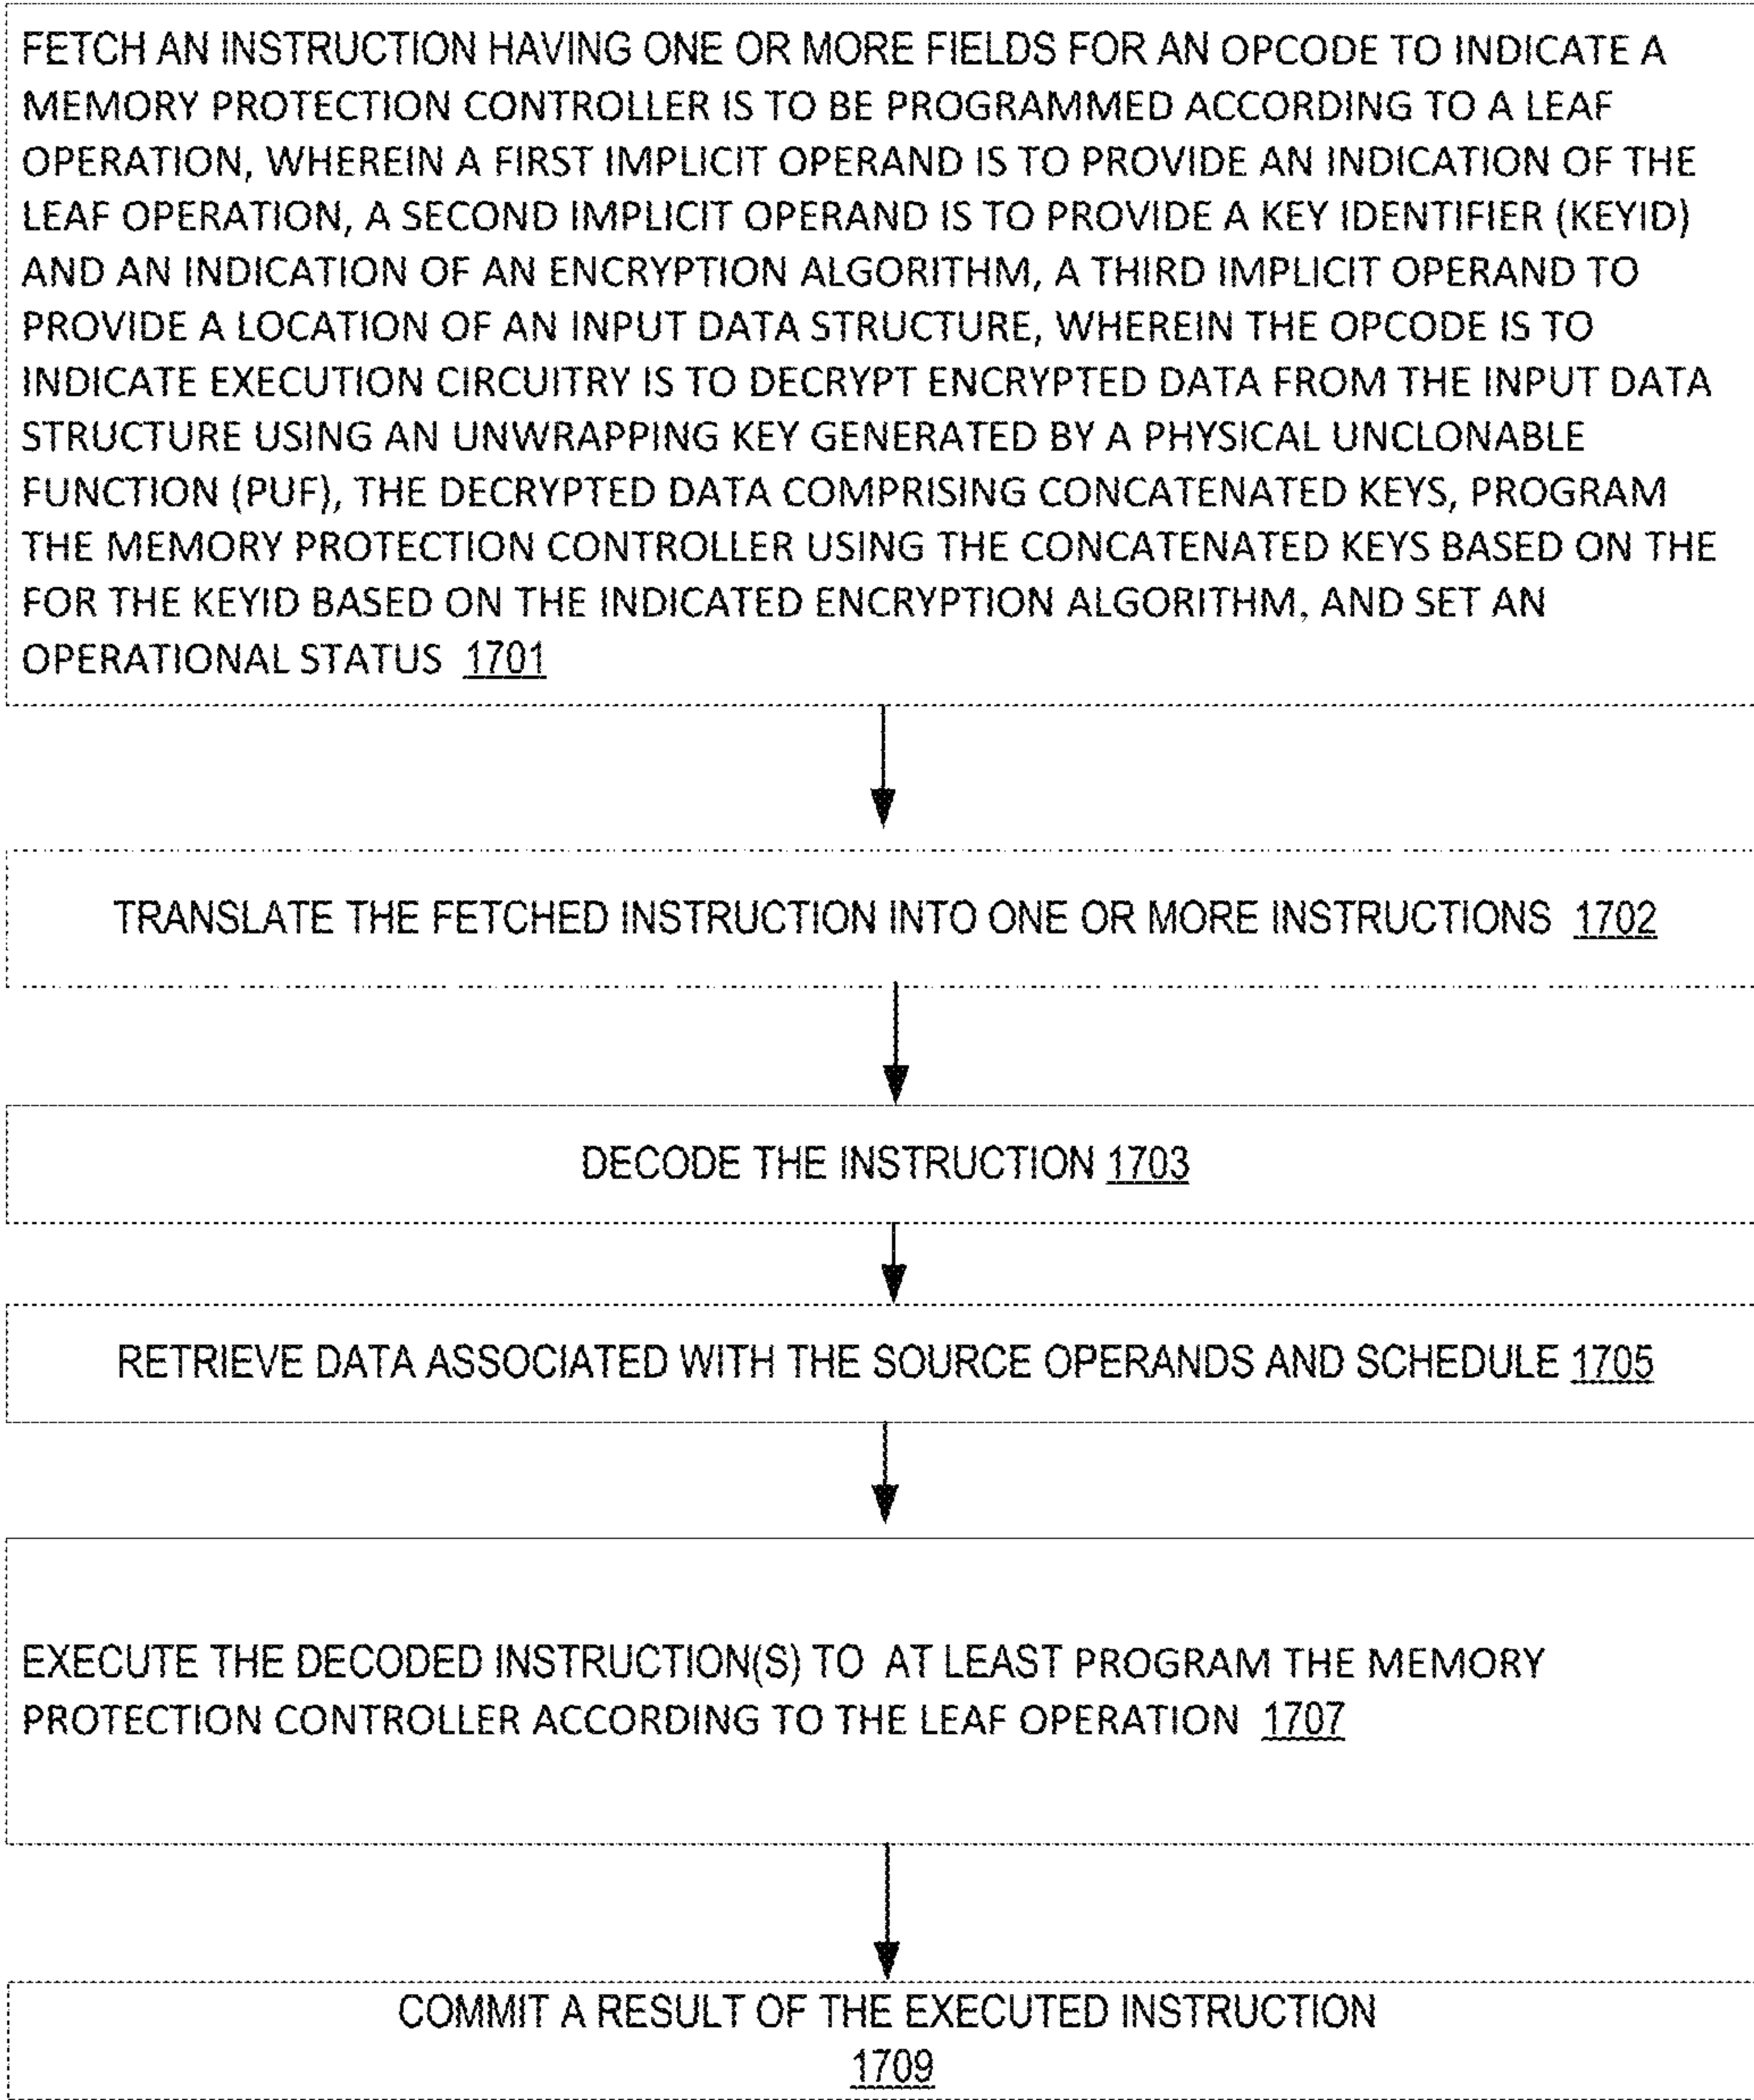 FETCH AN INSTRUCTION HAVING ONE OR MORE FIELDS FOR AN OPCODE TO INDICATE A
MEMORY PROTECTION CONTROLLER IS TO BE PROGRAMMED ACCORDING TO A LEAF
OPERATION, WHEREIN A FIRST IMPLICIT OPERAND IS TO PROVIDE AN INDICATION OF THE
LEAF OPERATION, A SECOND IMPLICIT OPERAND IS TO PROVIDE A KEY IDENTIFIER (KEYID)
AND AN INDICATION OF AN ENCRYPTION ALGORITHM, A THIRD IMPLICIT OPERAND TO
PROVIDE A LOCATION OF AN INPUT DATA STRUCTURE, WHEREIN THE OPCODE IS TO
INDICATE EXECUTION CIRCUITRY IS TO DECRYPT ENCRYPTED DATA FROM THE INPUT DATA
STRUCTURE USING AN UNWRAPPING KEY GENERATED BY A PHYSICAL UNCLONABLE
FUNCTION (PUF), THE DECRYPTED DATA COMPRISING CONCATENATED KEYS, PROGRAM
THE MEMORY PROTECTION CONTROLLER USING THE CONCATENATED KEYS BASED ON THE
FOR THE KEYID BASED ON THE INDICATED ENCRYPTION ALGORITHM, AND SET AN
OPERATIONAL STATUS 1701
TRANSLATE THE FETCHED INSTRUCTION INTO ONE OR MORE INSTRUCTIONS 1702
DECODE THE INSTRUCTION 1703
RETRIEVE DATA ASSOCIATED WITH THE SOURCE OPERANDS AND SCHEDULE 1705
EXECUTE THE DECODED INSTRUCTION(S) TO AT LEAST PROGRAM THE MEMORY
PROTECTION CONTROLLER ACCORDING TO THE LEAF OPERATION 1707
COMMIT A RESULT OF THE EXECUTED INSTRUCTION
1709